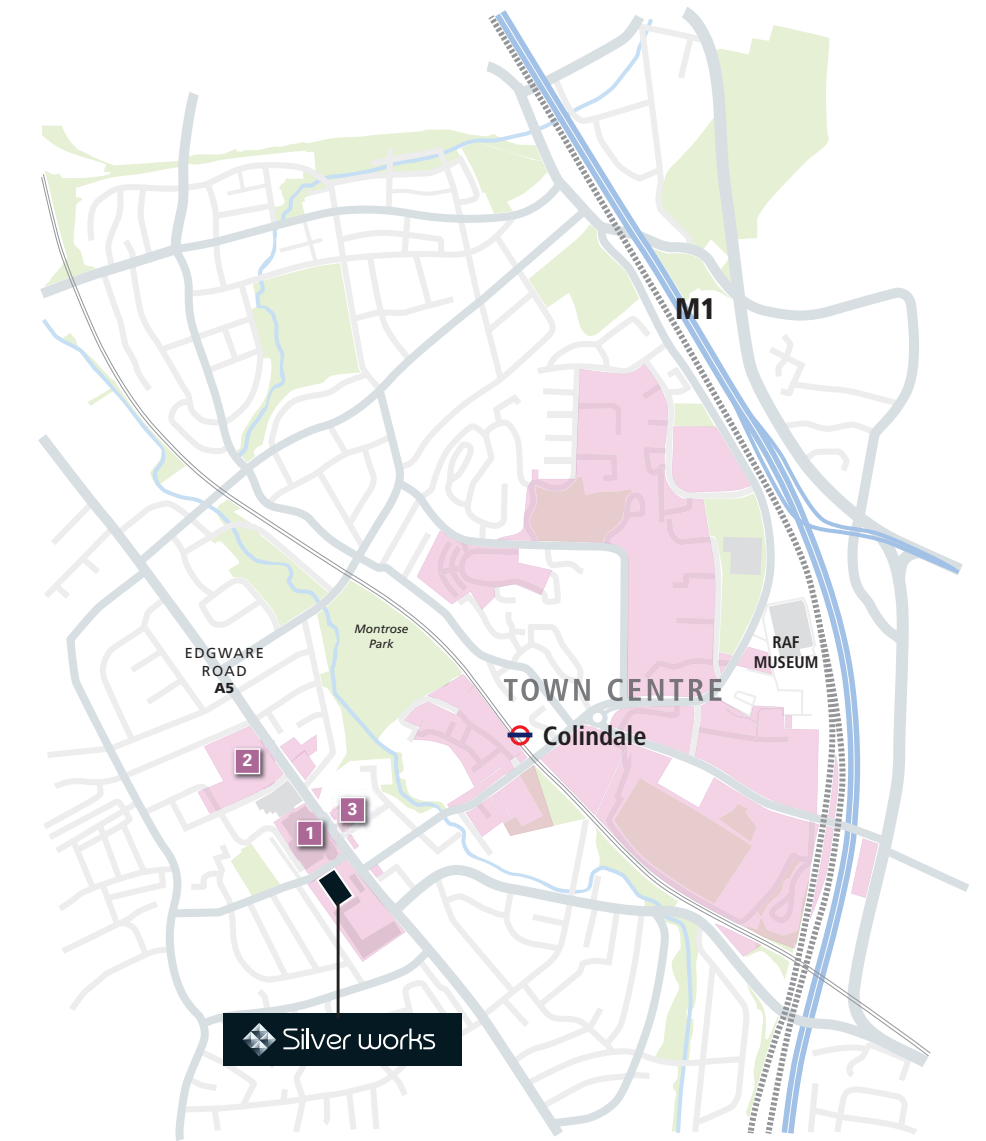 M1
Montrose
Park
RAF
MUSEUM
EDGWARE
ROAD
A5
TOWN CENTRE
Colindale
2
3
1
Silver works